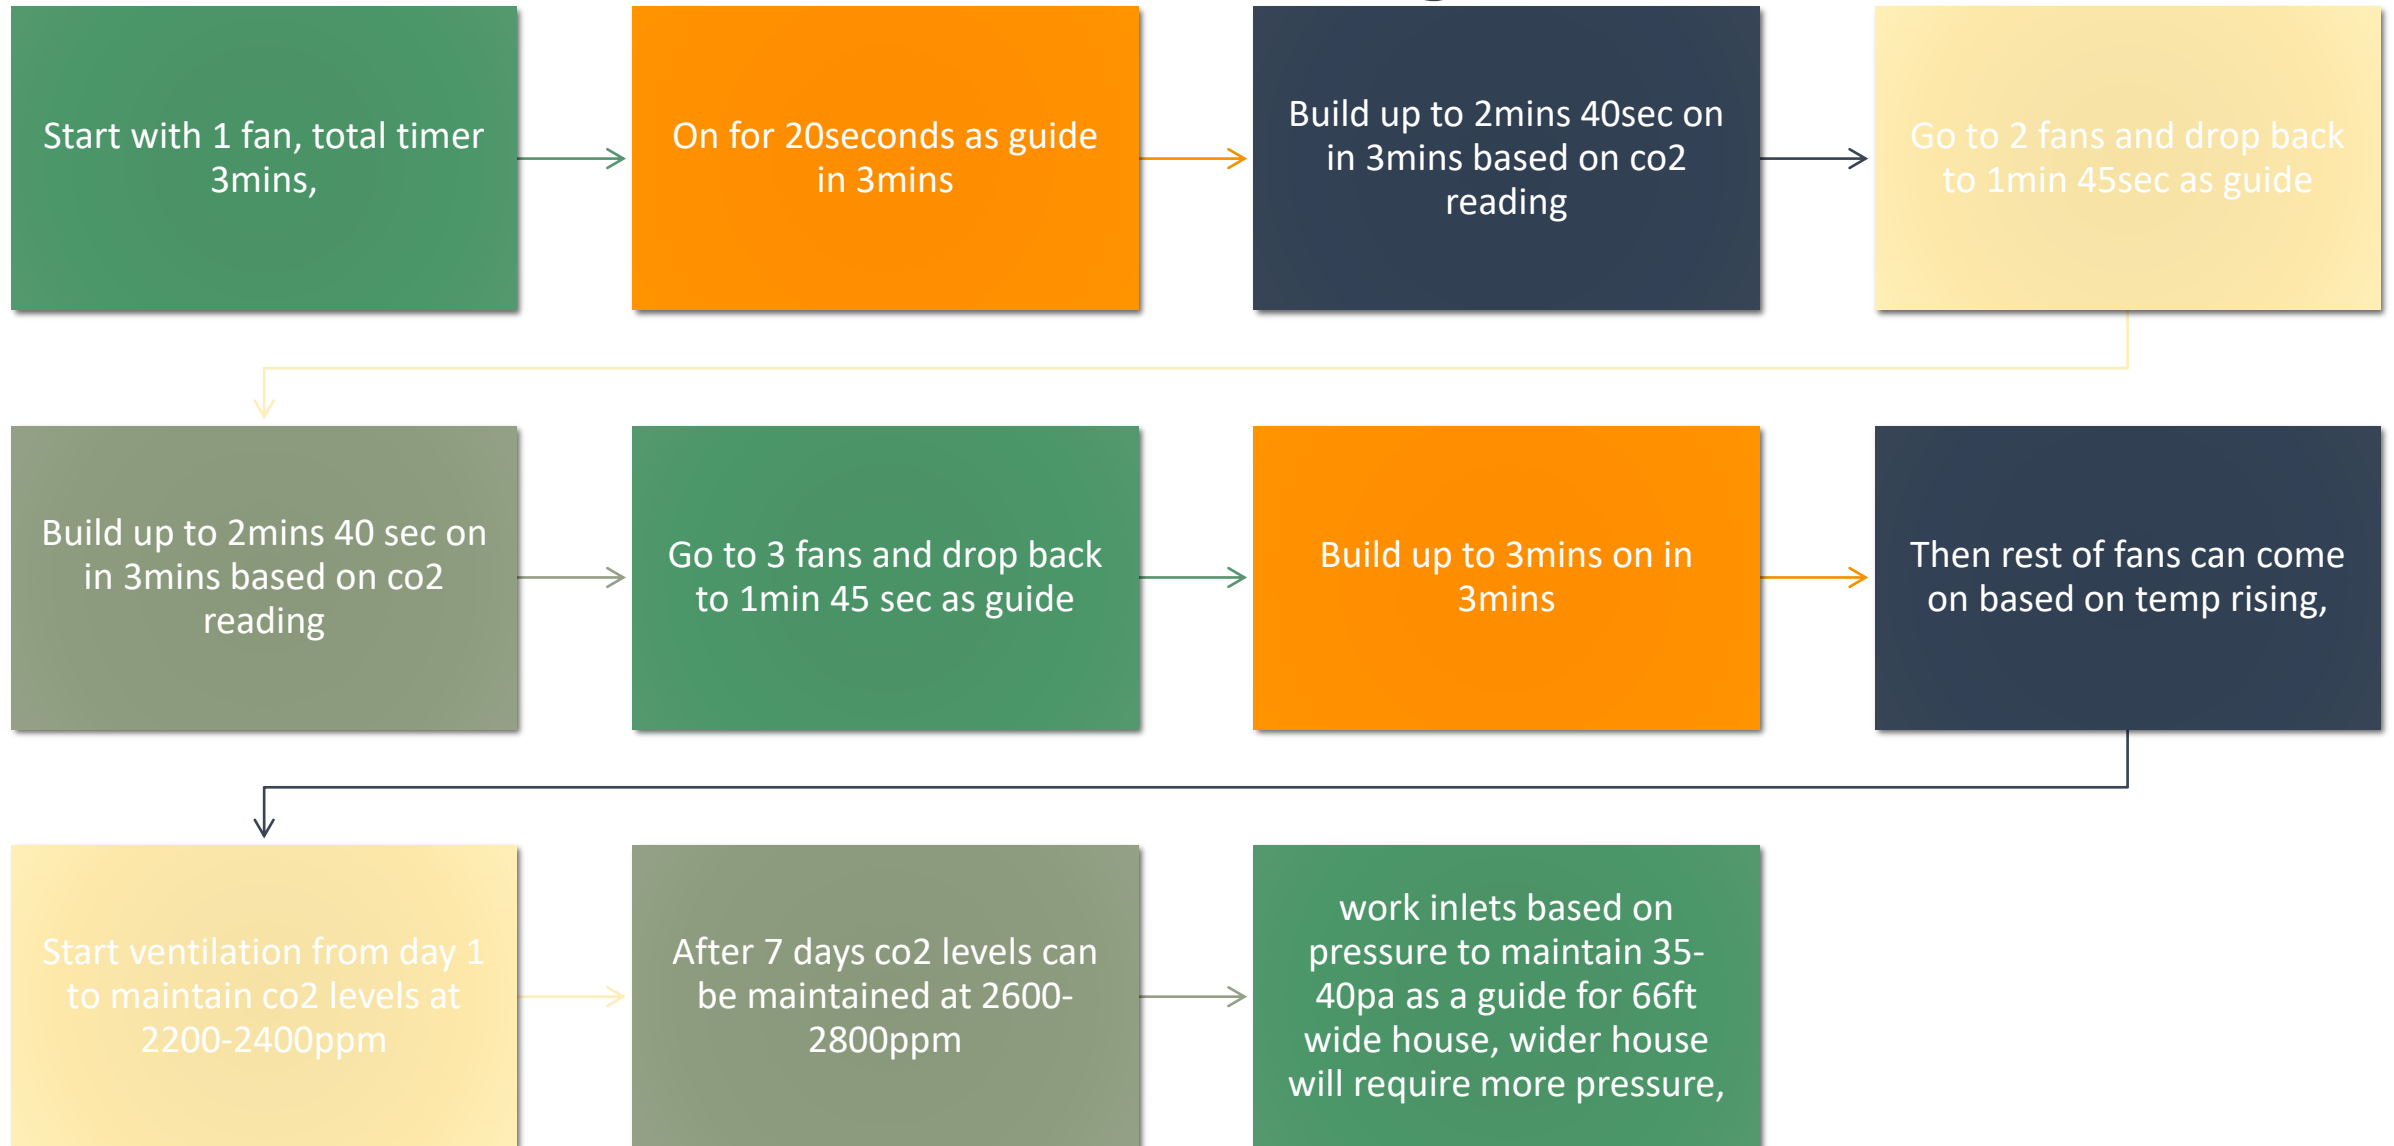 Start with 1 fan, total timer
3mins,
On for 20seconds as guide
in 3mins
Build up to 2mins 40sec on
in 3mins based on co2
reading
Go to 2 fans and drop back
to 1min 45sec as guide
Build up to 2mins 40 sec on
in 3mins based on co2
reading
Go to 3 fans and drop back
to 1min 45 sec as guide
Build up to 3mins on in
3mins
Then rest of fans can come
on based on temp rising,
Start ventilation from day 1
to maintain co2 levels at
2200-2400ppm
After 7 days co2 levels can
be maintained at 2600-
2800ppm
work inlets based on
pressure to maintain 35-
40pa as a guide for 66ft
wide house, wider house
will require more pressure,